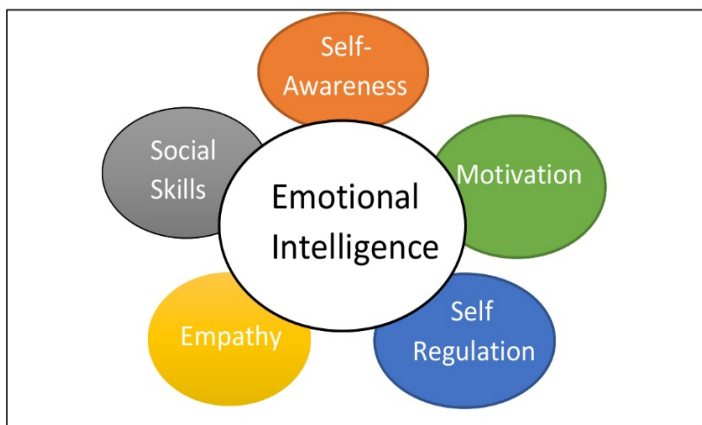 Self-
Awareness
Social
Skills
Motivation
Emotional
Intelligence
Empathy
Self
Regulation